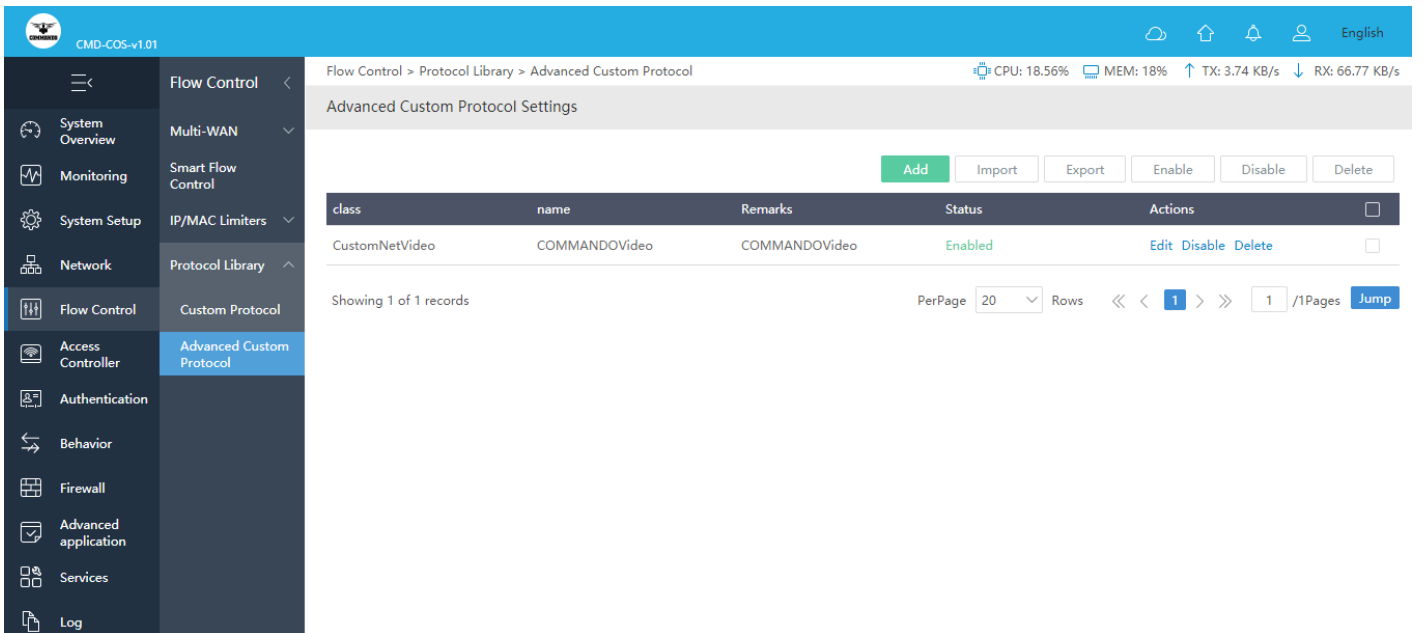 COMMANDO
CMD-COS-v1.01
English
Flow Control
Flow Control > Protocol Library > Advanced Custom Protocol
CPU: 18.56%
MEM: 18%
TX: 3.74 KB/s
RX: 66.77 KB/s
Advanced Custom Protocol Settings
System
Overview
Monitoring
System Setup
Network
Flow Control
Access
Controller
Authentication
Behavior
Firewall
Advanced
application
Services
Log
Multi-WAN
Smart Flow
Control
IP/MAC Limiters
Protocol Library
Custom Protocol
Advanced Custom
Protocol
Add Import Export Enable Disable Delete
class name Remarks Status Actions
CustomNetVideo COMMANDOVideo COMMANDOVideo Enabled Edit Disable Delete
Showing 1 of 1 records
PerPage 20 Rows 1 1 /1Pages Jump